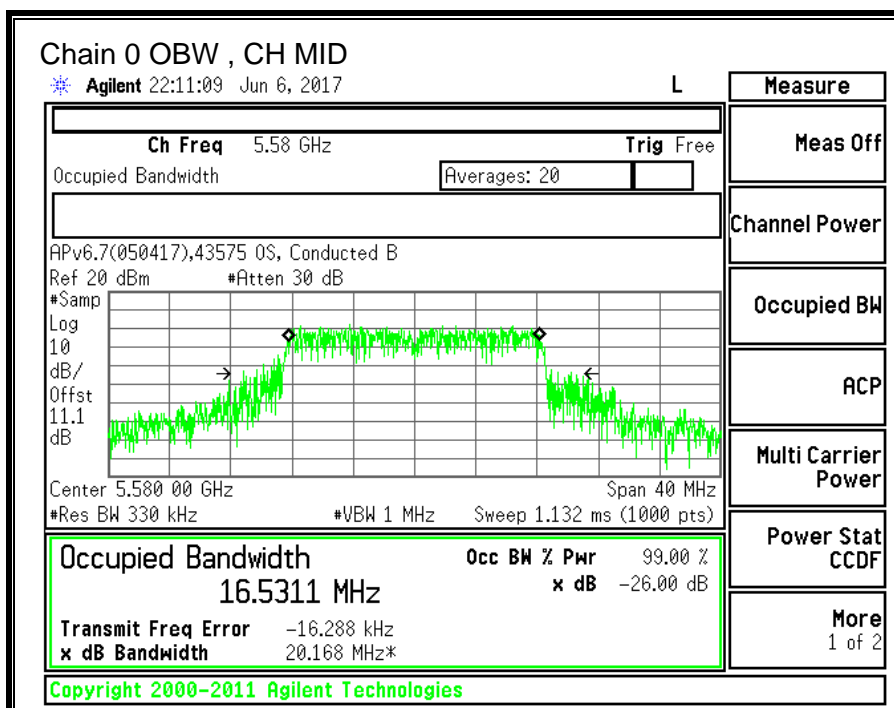 Chain 0 OBW , CH MID
Agilent 22:11:09 Jun 6, 2017 L
Measure
Ch Freq 5.58 GHz Trig Free
Occupied Bandwidth Averages: 20
APv6.7(050417),43575 OS, Conducted B
Ref 20 dBm #Atten 30 dB
#Samp
Log
10
dB/
Offst
11.1
dB
Center 5.580 00 GHz Span 40 MHz
#Res BW 330 kHz #VBW 1 MHz Sweep 1.132 ms (1000 pts)
Occupied Bandwidth Occ BW % Pwr 99.00 %
16.5311 MHz x dB -26.00 dB
Transmit Freq Error -16.288 kHz
x dB Bandwidth 20.168 MHz*
Copyright 2000-2011 Agilent Technologies
Meas Off
Channel Power
Occupied BW
ACP
Multi Carrier
Power
Power Stat
CCDF
More
1 of 2